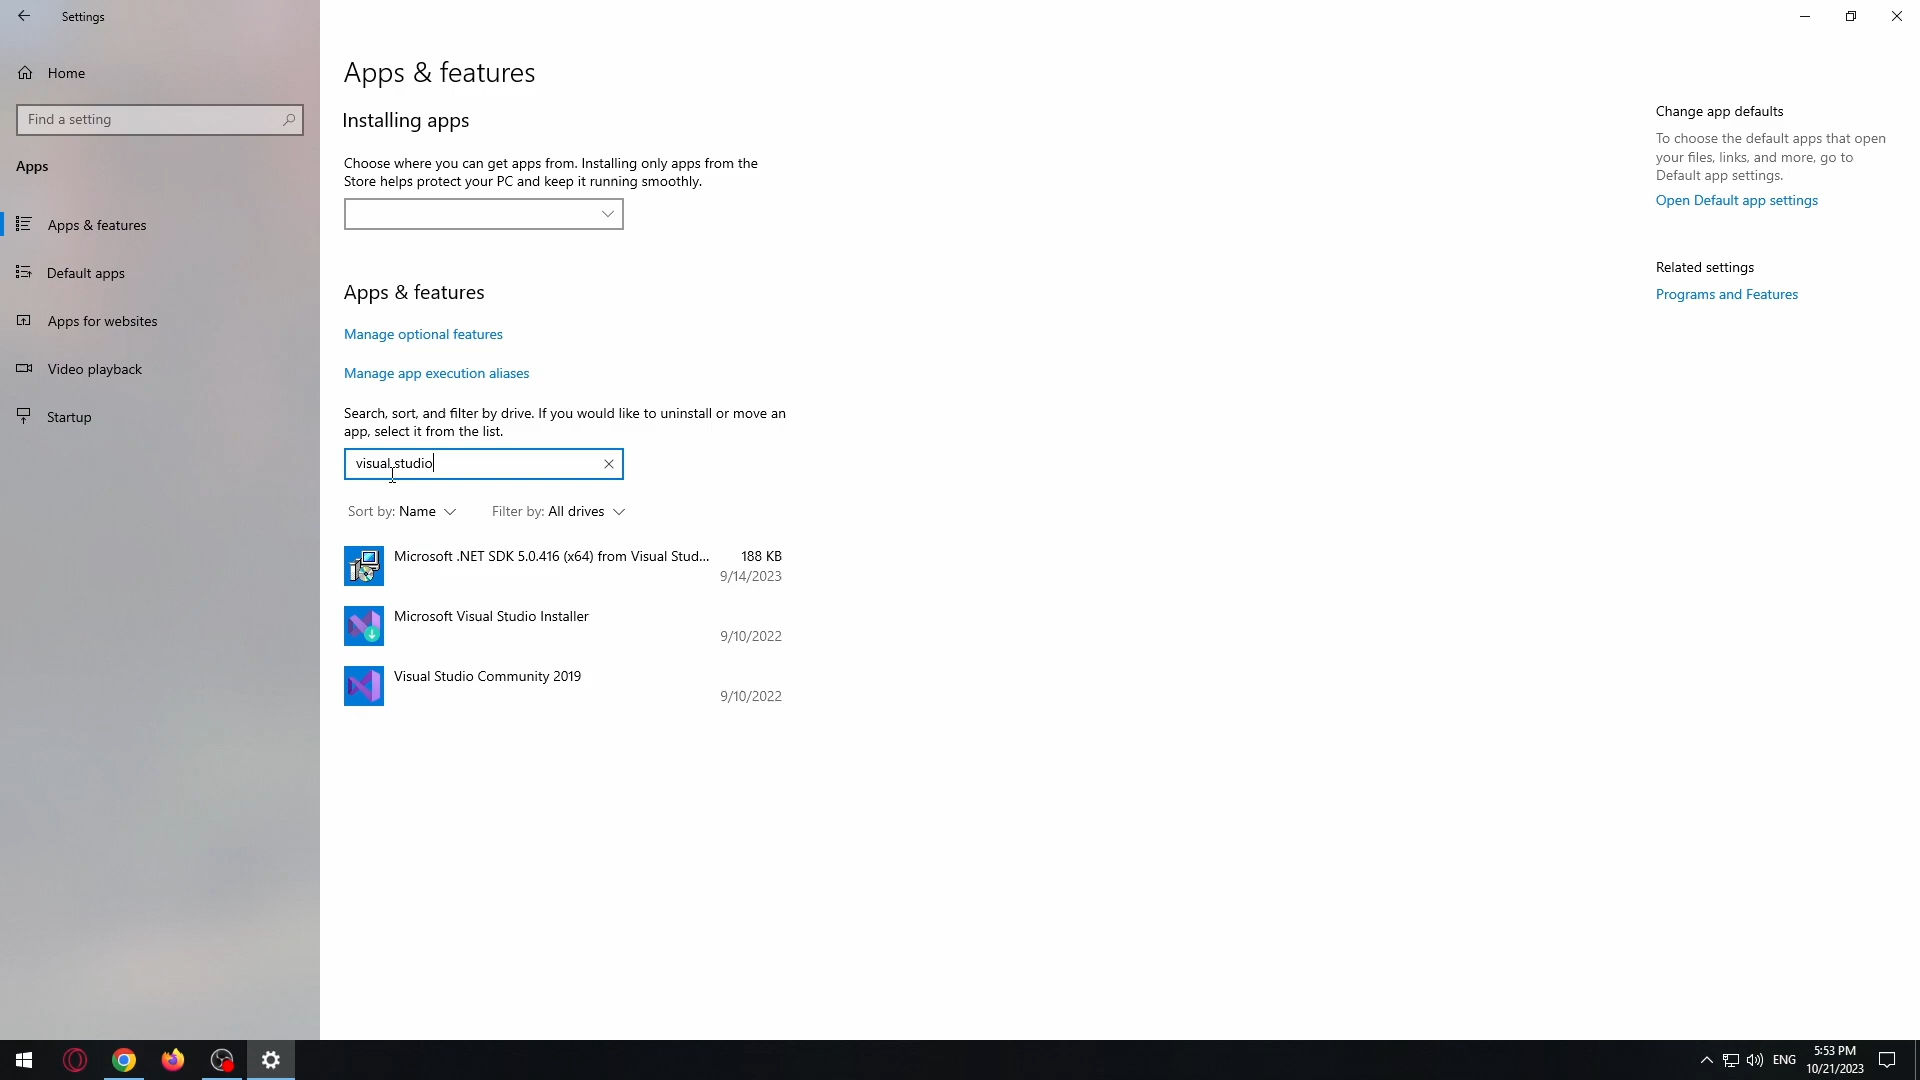 Settings
Home
Find a setting
Apps
Apps & features
Default apps
Apps for websites
Video playback
Startup
Apps & features
Installing apps
Choose where you can get apps from. Installing only apps from the
Store helps protect your PC and keep it running smoothly.
Apps & features
Manage optional features
Manage app execution aliases
Search, sort, and filter by drive. If you would like to uninstall or move an
app, select it from the list.
visual studio
Sort by: Name Filter by: All drives
Microsoft .NET SDK 5.0.416 (x64) from Visual Stud... 188 KB
9/14/2023
Microsoft Visual Studio Installer
9/10/2022
Visual Studio Community 2019
9/10/2022
Change app defaults
To choose the default apps that open
your files, links, and more, go to
Default app settings.
Open Default app settings
Related settings
Programs and Features
ENG
5:53 PM
10/21/2023